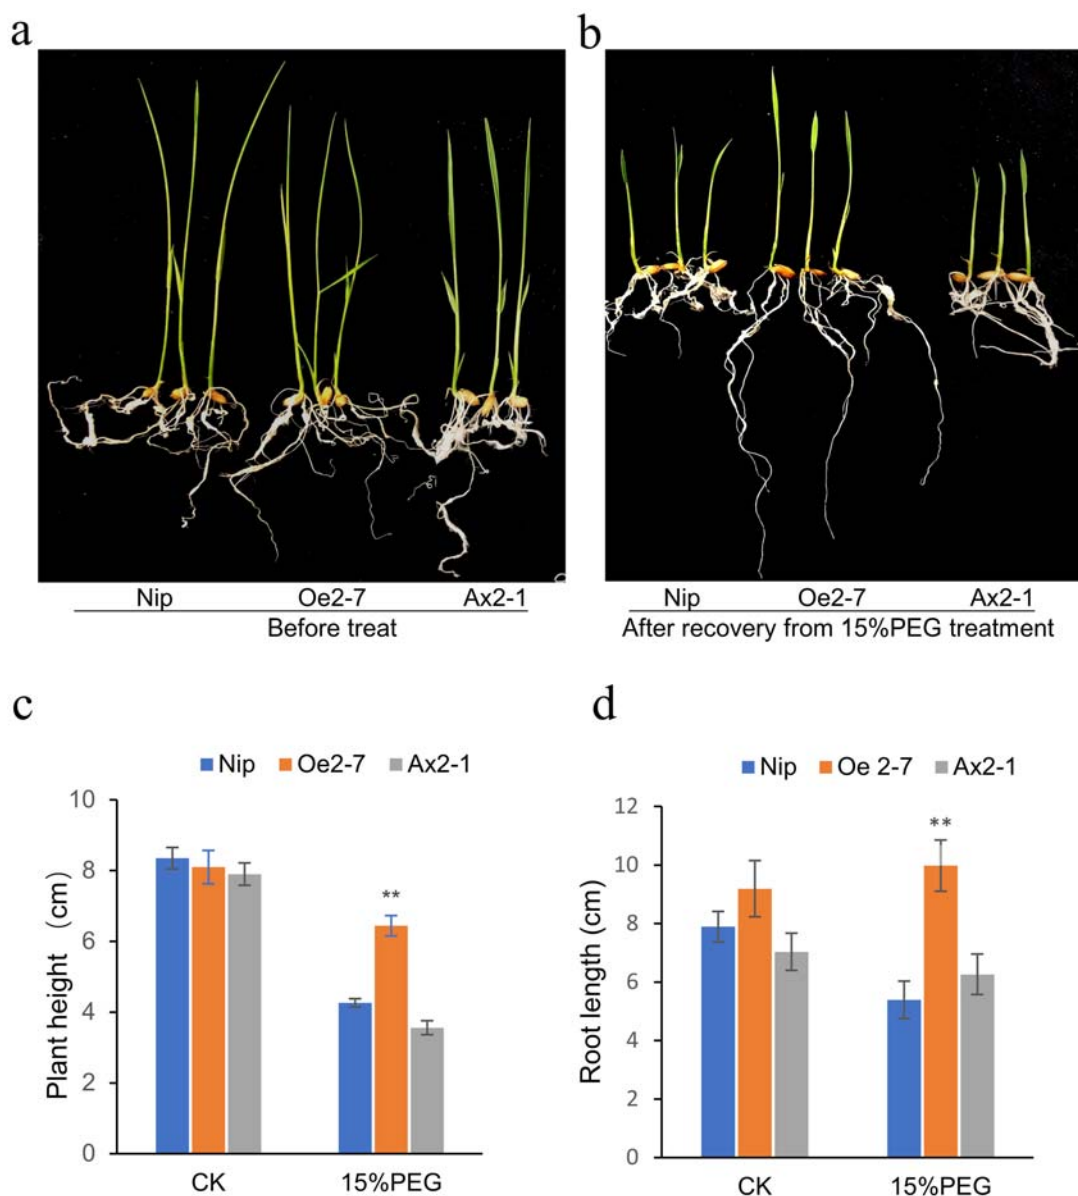 a
b
Nip Oe2-7 Ax2-1
Before treat
Nip Oe2-7 Ax2-1
After recovery from 15%PEG treatment
c
Nip Oe2-7 Ax2-1
Plant height (cm)
10
8
6
4
2
0
**
CK 15%PEG
d
Nip Oe 2-7 Ax2-1
Root length (cm)
12
10
8
6
4
2
0
**
CK 15%PEG